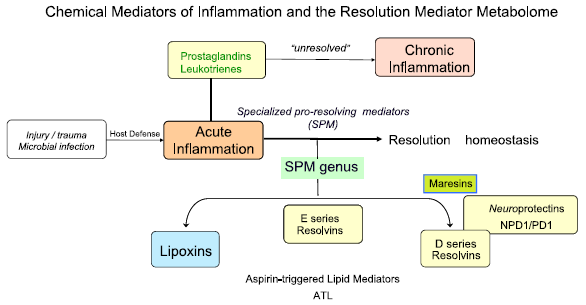 Chemical Mediators of Inflammation and the Resolution Mediator Metabolome
Prostaglandins
Leukotrienes
"unresolved"
Chronic
Inflammation
Injury / trauma
Microbial infection
Host Defense
Acute
Inflammation
Specialized pro-resolving mediators
(SPM)
Resolution homeostasis
SPM genus
Maresins
Neuroprotectins
NPD1/PD1
Lipoxins
E series
Resolvins
D series
Resolvins
Aspirin-triggered Lipid Mediators
ATL